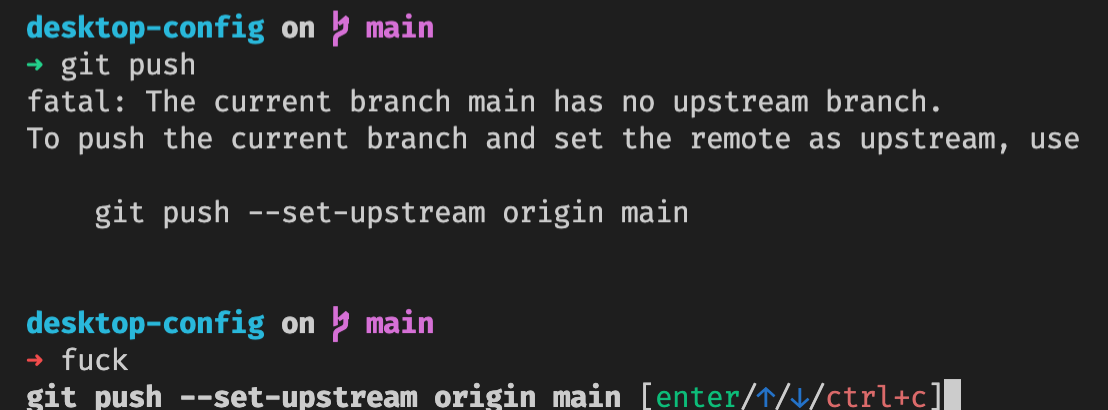 desktop-config on main
→ git push
fatal: The current branch main has no upstream branch.
To push the current branch and set the remote as upstream, use
git push --set-upstream origin main
desktop-config on main
→ fuck
git push --set-upstream origin main [enter/↑/↓/ctrl+c]